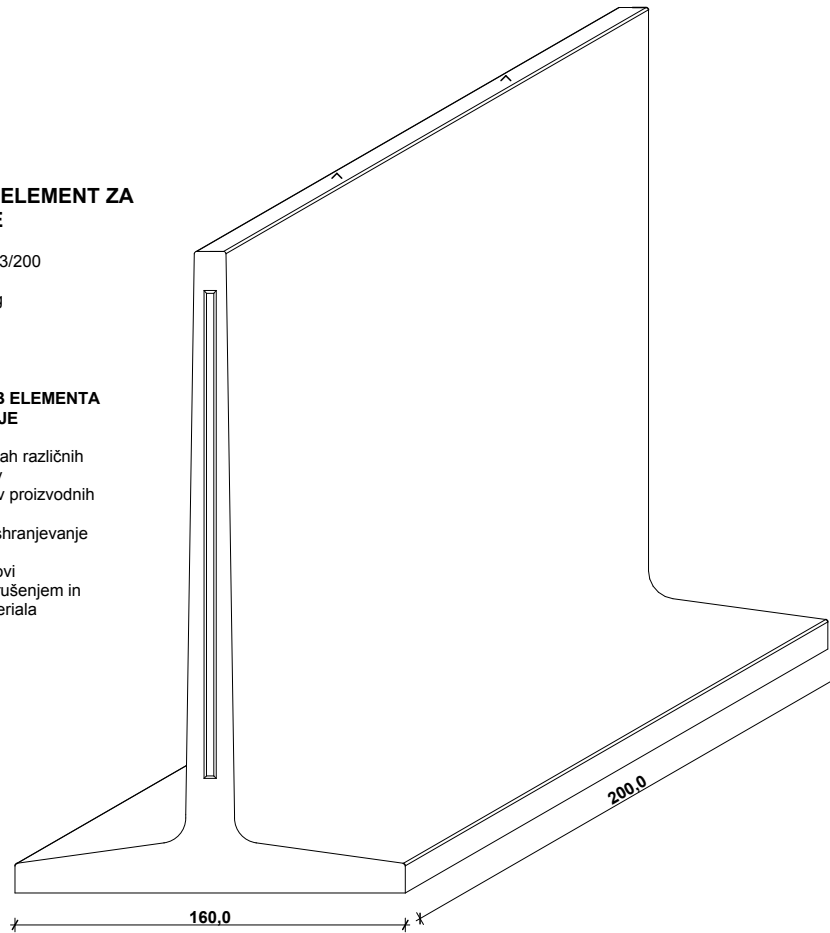 ELEMENT ZA
E
3/200
g
B ELEMENTA
JE
ah različnih
v
v proizvodnih
shranjevanje
ovi
rušenjem in
eriala
200,0
160,0